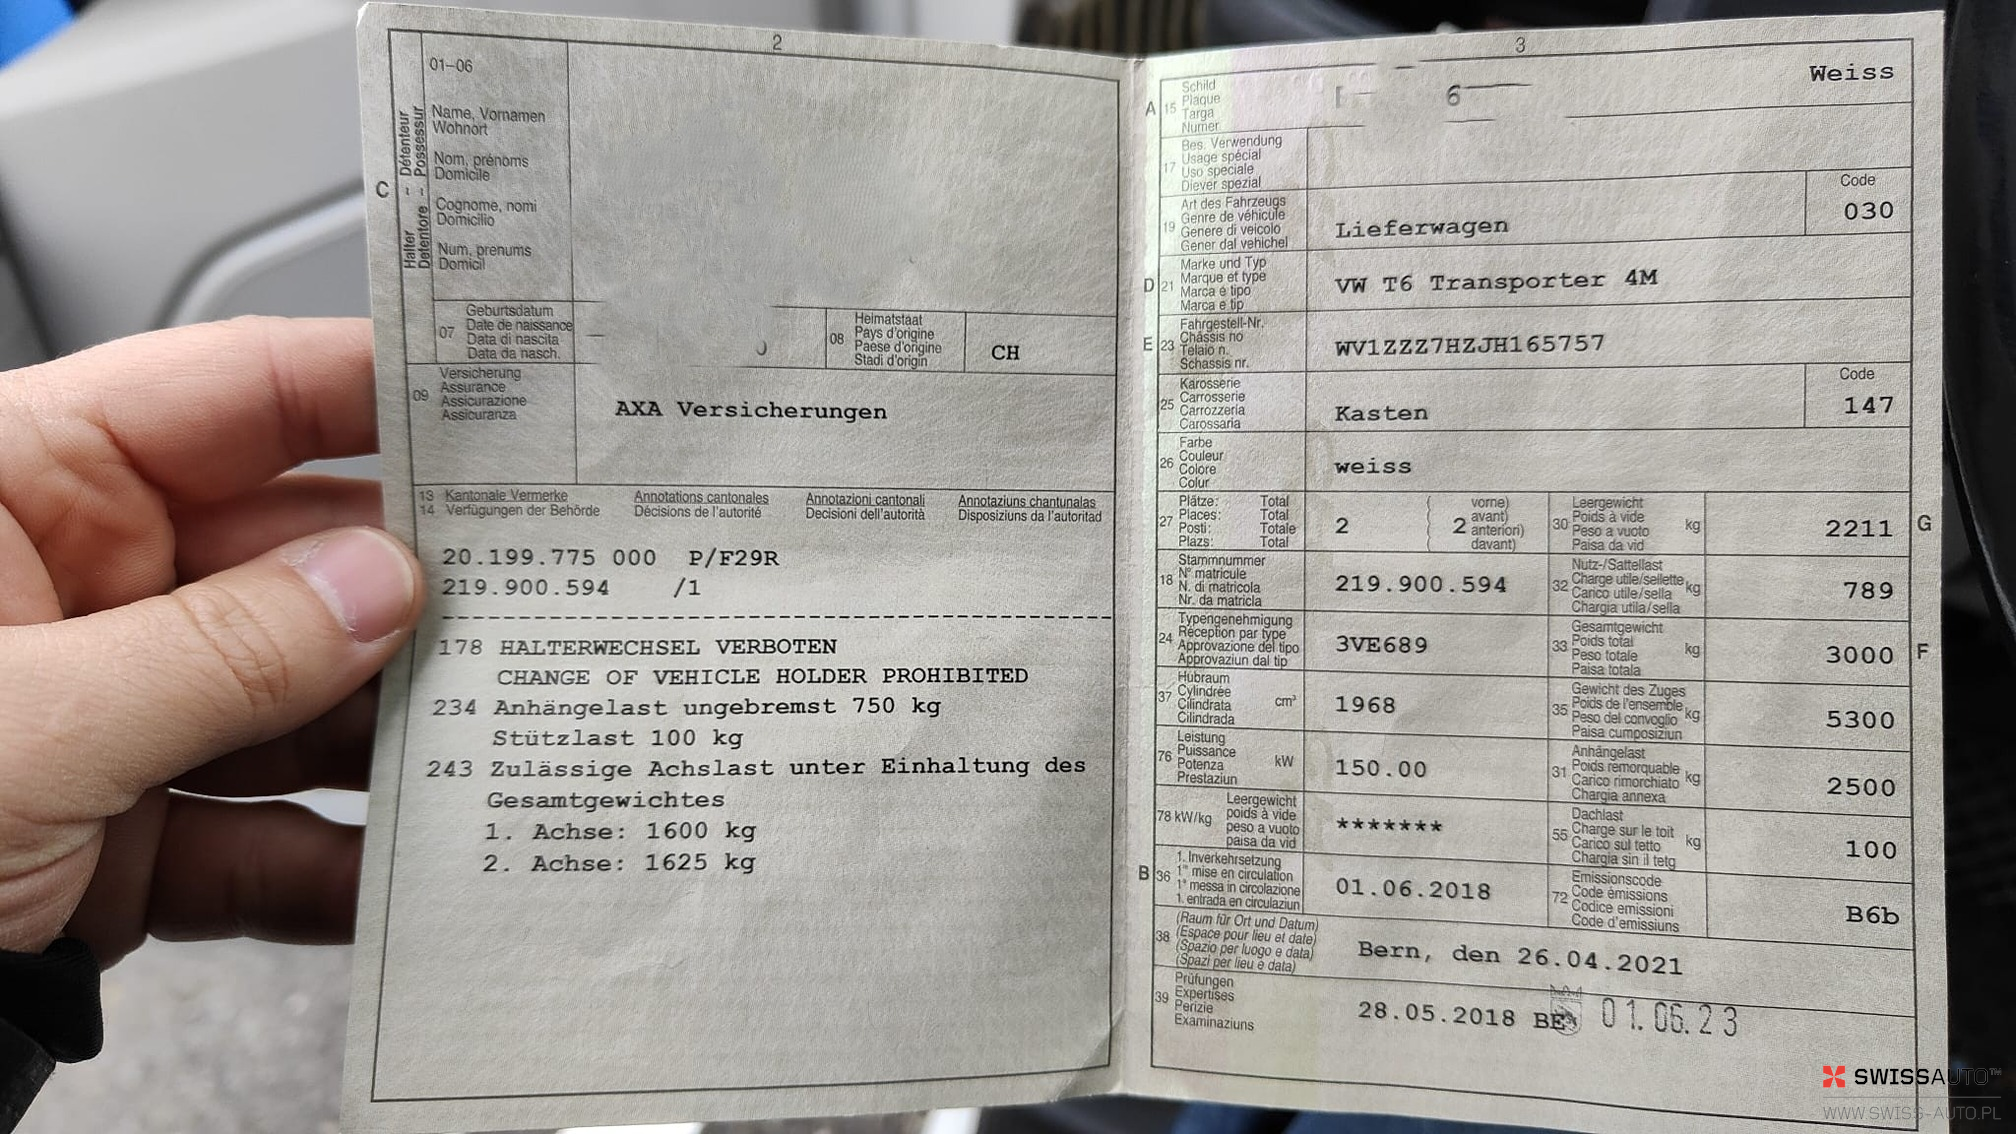 2
01-06
Halter - Détenteur
Detentore - Possessur
C
Name, Vornamen
Wohnort
Nom, prénoms
Domicile
Cognome, nomi
Domicilio
Num, prenums
Domicil
07
Geburtsdatum
Date de naissance
Data di nascita
Data da nasch.
08
Heimatstaat
Pays d'origine
Paese d'origine
Stadi d'origin
CH
09
Versicherung
Assurance
Assicurazione
Assicuranza
AXA Versicherungen
13 Kantonale Vermerke Annotations cantonales Annotazioni cantonali Annotaziuns chantunalas
14 Verfügungen der Behörde Décisions de l'autorité Decisioni dell'autorità Disposiziuns da l'autoritad
20.199.775 000 P/F29R
219.900.594 /1
178 HALTERWECHSEL VERBOTEN
CHANGE OF VEHICLE HOLDER PROHIBITED
234 Anhängelast ungebremst 750 kg
Stützlast 100 kg
243 Zulässige Achslast unter Einhaltung des
Gesamtgewichtes
1. Achse: 1600 kg
2. Achse: 1625 kg
3
A 15
Schild
Plaque
Targa
Numer
6
Weiss
17
Bes. Verwendung
Usage spécial
Uso speciale
Diever spezial
19
Art des Fahrzeugs
Genre de véhicule
Genere di veicolo
Gener dal vehichel
Lieferwagen
Code
030
D 21
Marke und Typ
Marque et type
Marca e tipo
Marca e tip
VW T6 Transporter 4M
E 23
Fahrgestell-Nr.
Châssis no
Telaio n.
Schassis nr.
WV1ZZZ7HZJH165757
25
Karosserie
Carrosserie
Carrozzeria
Carossaria
Kasten
Code
147
26
Farbe
Couleur
Colore
Colur
weiss
27
Plätze: Total
Places: Total
Posti: Totale
Plazs: Total
2
2
vorne)
avant)
anteriori)
davant)
30
Leergewicht
Poids à vide
Peso a vuoto
Paisa da vid
kg
2211
G
18
Stammnummer
N° matricule
N. di matricola
Nr. da matricla
219.900.594
32
Nutz-/Sattellast
Charge utile/sellette
Carico utile/sella
Chargia utila/sella
kg
789
24
Typengenehmigung
Réception par type
Approvazione del tipo
Approvaziun dal tip
3VE689
33
Gesamtgewicht
Poids total
Peso totale
Paisa totala
kg
3000
F
37
Hubraum
Cylindrée
Cilindrata
Cilindrada
cm³
1968
35
Gewicht des Zuges
Poids de l'ensemble
Peso del convoglio
Paisa cumposiziun
kg
5300
76
Leistung
Puissance
Potenza
Prestaziun
kW
150.00
31
Anhängelast
Poids remorquable
Carico rimorchiato
Chargia annexa
kg
2500
78 kW/kg
Leergewicht
poids à vide
peso a vuoto
paisa da vid
*******
55
Dachlast
Charge sur le toit
Carico sul tetto
Chargia sin il tetg
kg
100
B 36
1. Inverkehrsetzung
1re mise en circulation
1a messa in circolazione
1. entrada en circulaziun
01.06.2018
72
Emissionscode
Code émissions
Codice emissioni
Code d'emissiuns
B6b
38
(Raum für Ort und Datum)
(Espace pour lieu et date)
(Spazio per luogo e data)
(Spazi per lieu e data)
Bern, den 26.04.2021
39
Prüfungen
Expertises
Perizie
Examinaziuns
28.05.2018 BE
01.06.23
SWISSAUTO™
WWW.SWISS-AUTO.PL